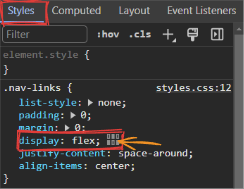 Styles Computed Layout Event Listeners
Filter :hov .cls +
element.style {
}
.nav-links { styles.css:12
list-style: none;
padding: 0;
margin: 0;
display: flex;
justify-content: space-around;
align-items: center;